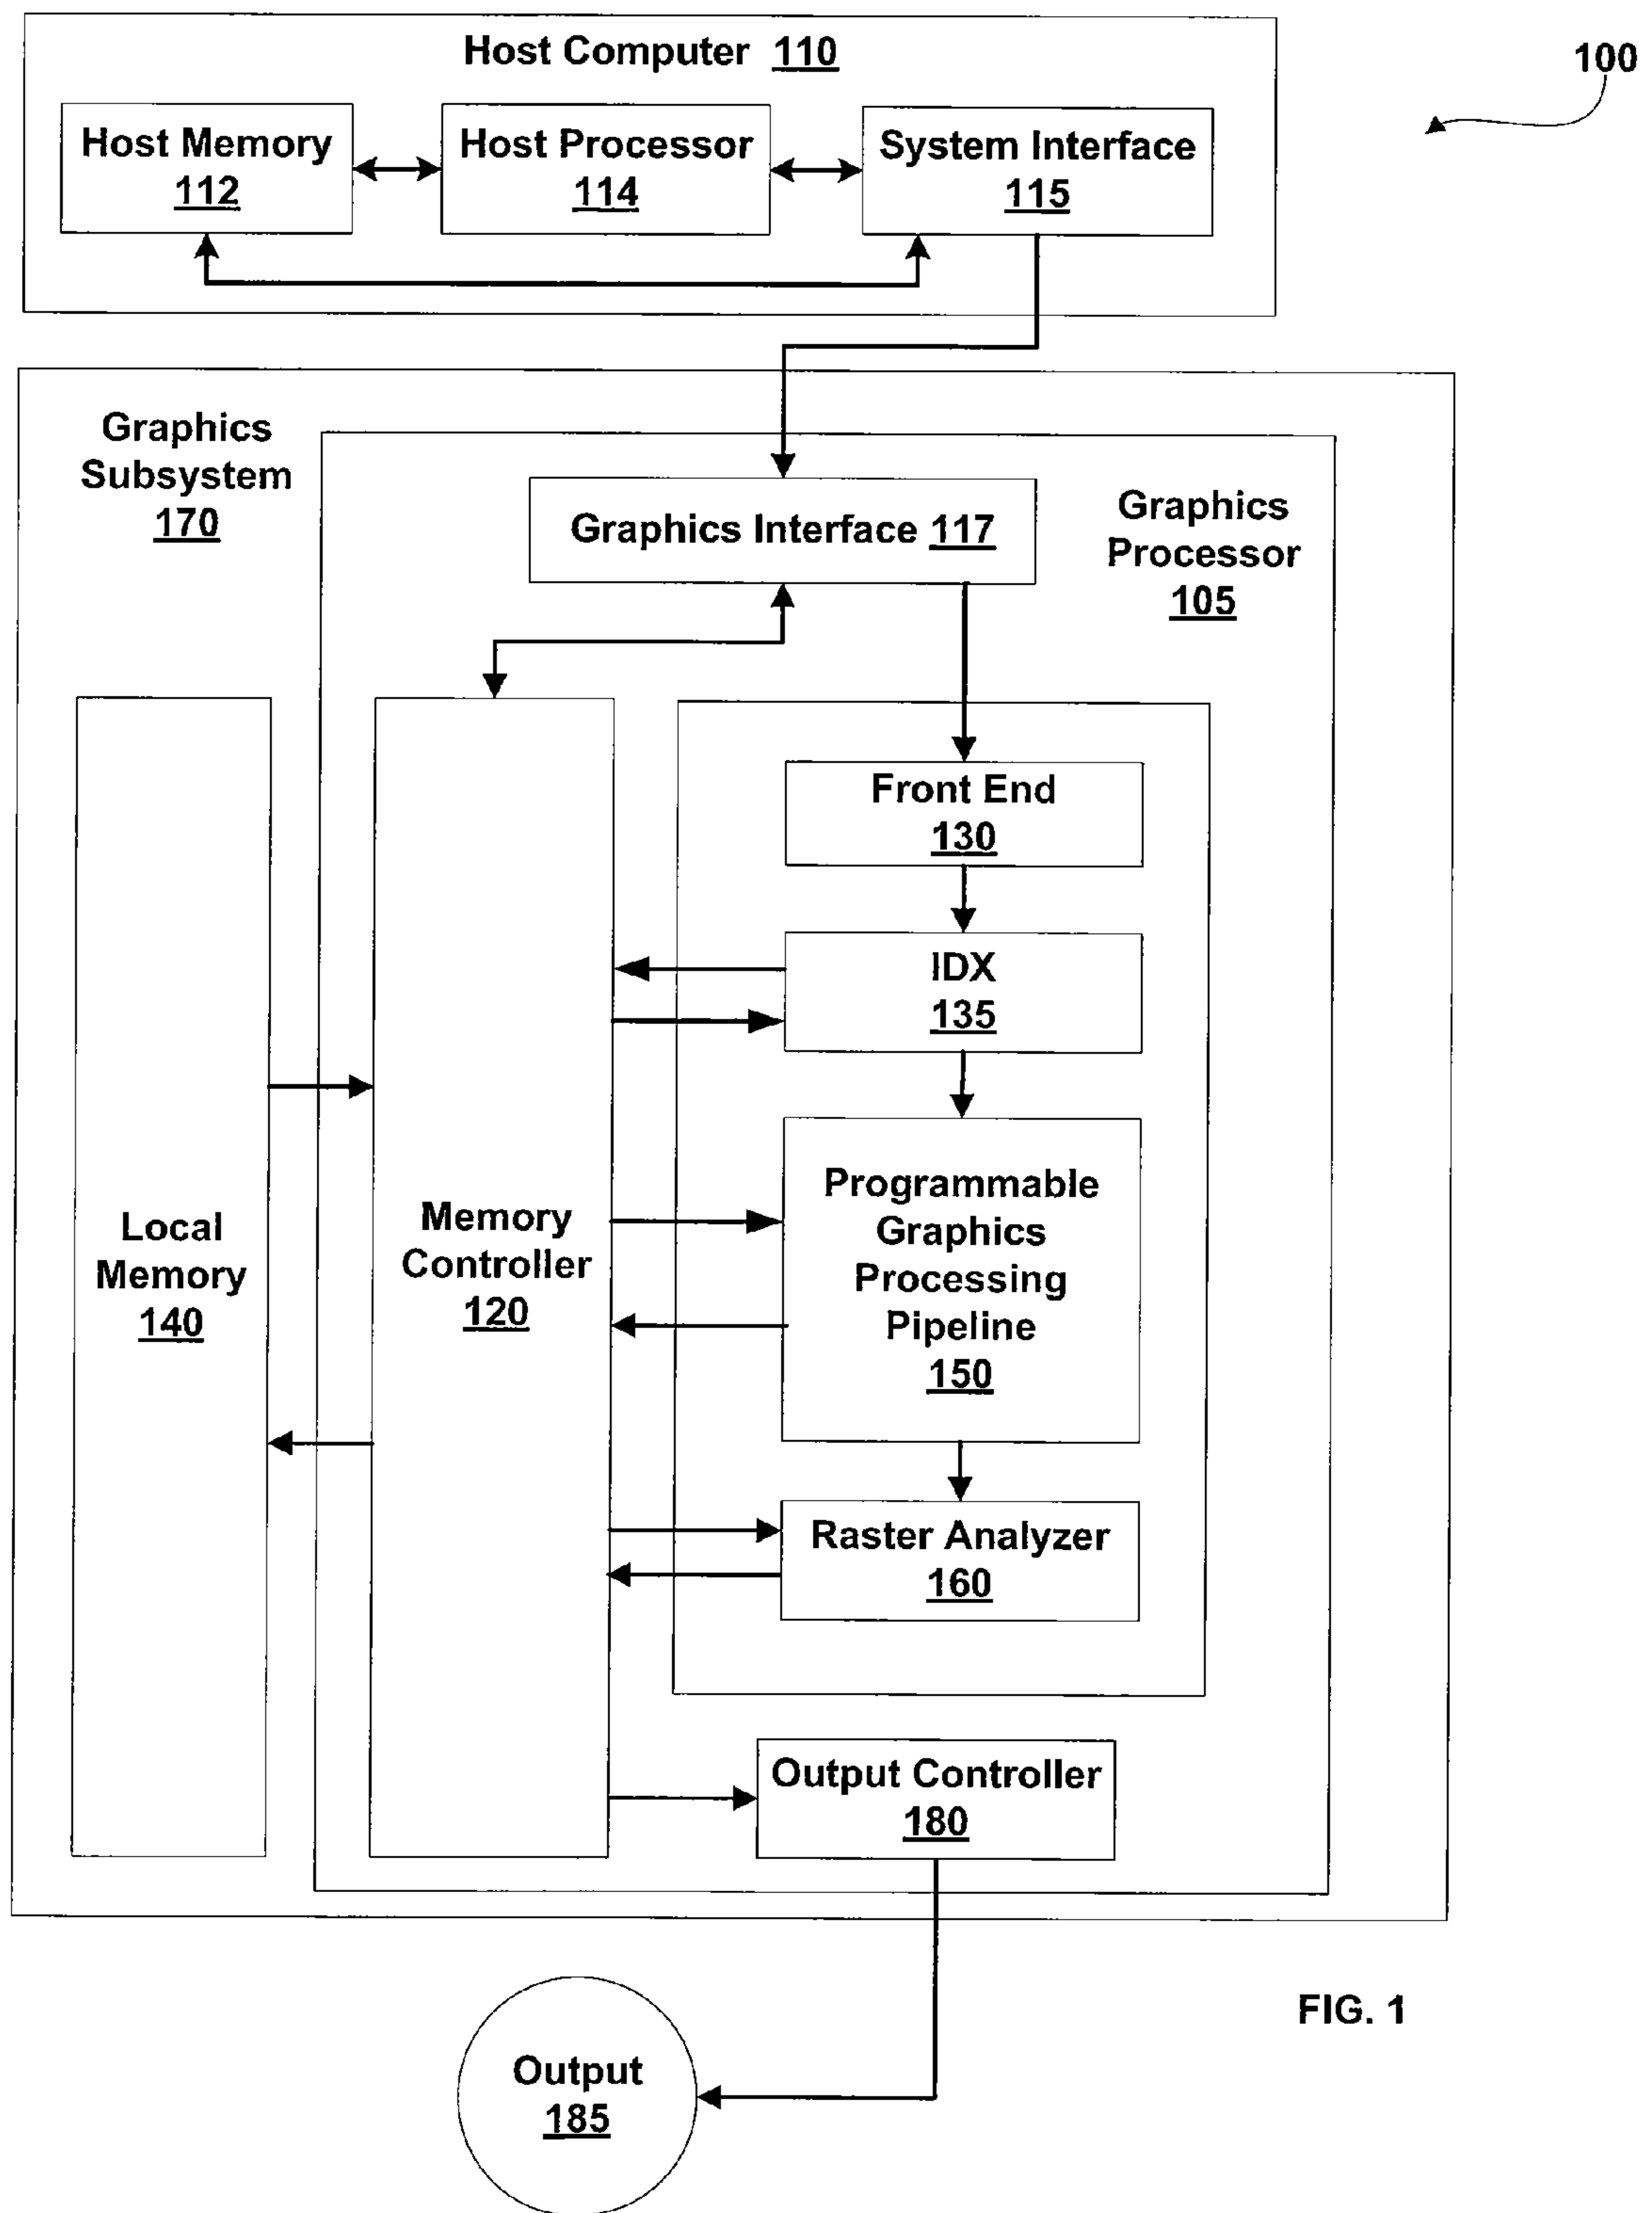 Host Computer 110
100
Host Memory
112
Host Processor
114
System Interface
115
Graphics
Subsystem
170
Graphics Interface 117
Graphics
Processor
105
Front End
130
IDX
135
Programmable
Graphics
Processing
Pipeline
150
Local
Memory
140
Memory
Controller
120
Raster Analyzer
160
Output Controller
180
FIG. 1
Output
185